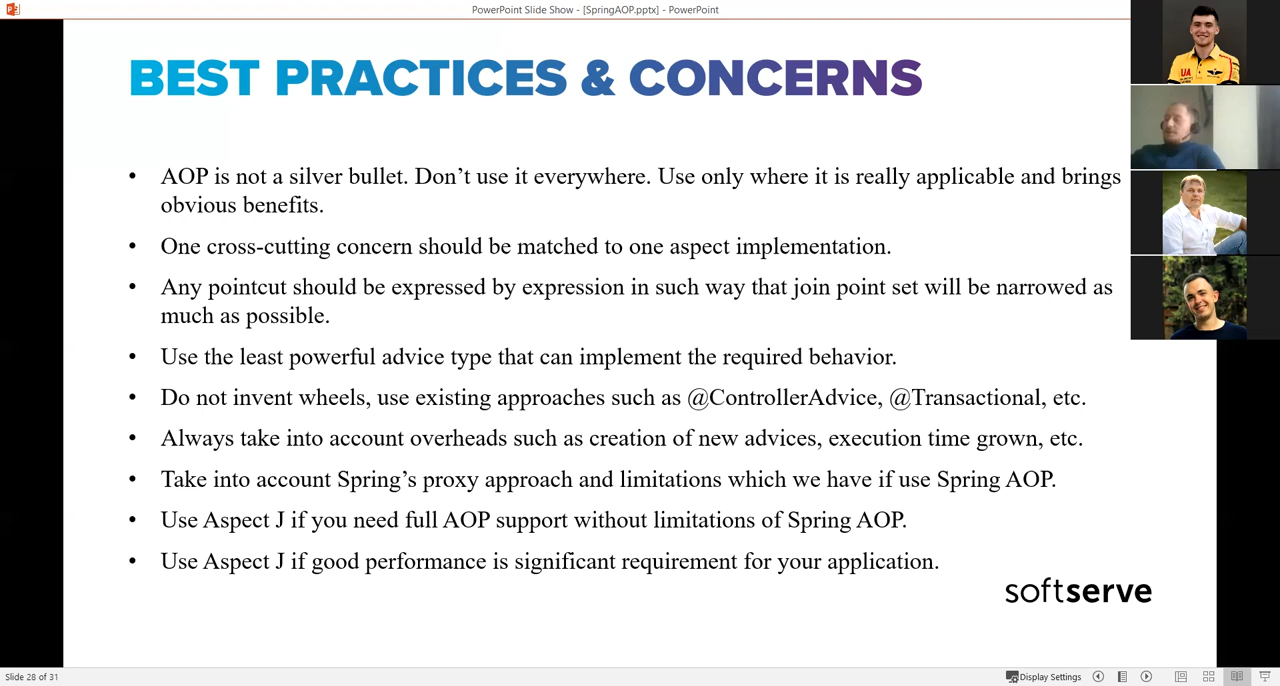 PowerPoint Slide Show - [SpringAOP.pptx] - PowerPoint
BEST PRACTICES & CONCERNS
• AOP is not a silver bullet. Don’t use it everywhere. Use only where it is really applicable and brings
obvious benefits.
• One cross-cutting concern should be matched to one aspect implementation.
• Any pointcut should be expressed by expression in such way that join point set will be narrowed as
much as possible.
• Use the least powerful advice type that can implement the required behavior.
• Do not invent wheels, use existing approaches such as @ControllerAdvice, @Transactional, etc.
• Always take into account overheads such as creation of new advices, execution time grown, etc.
• Take into account Spring’s proxy approach and limitations which we have if use Spring AOP.
• Use Aspect J if you need full AOP support without limitations of Spring AOP.
• Use Aspect J if good performance is significant requirement for your application.
softserve
UA
Slide 28 of 31
Display Settings